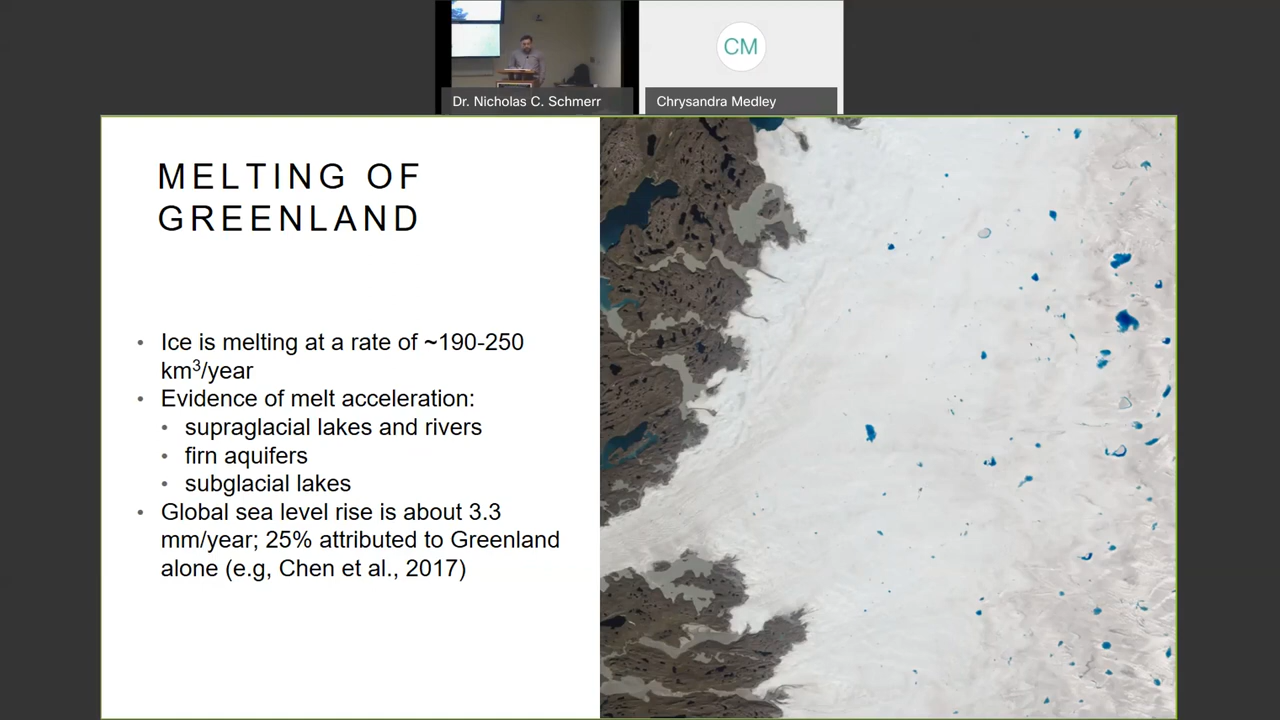 CM
Dr. Nicholas C. Schmerr
Chrysandra Medley
MELTING OF
GREENLAND
• Ice is melting at a rate of ~190-250
km³/year
• Evidence of melt acceleration:
• supraglacial lakes and rivers
• firn aquifers
• subglacial lakes
• Global sea level rise is about 3.3
mm/year; 25% attributed to Greenland
alone (e.g, Chen et al., 2017)